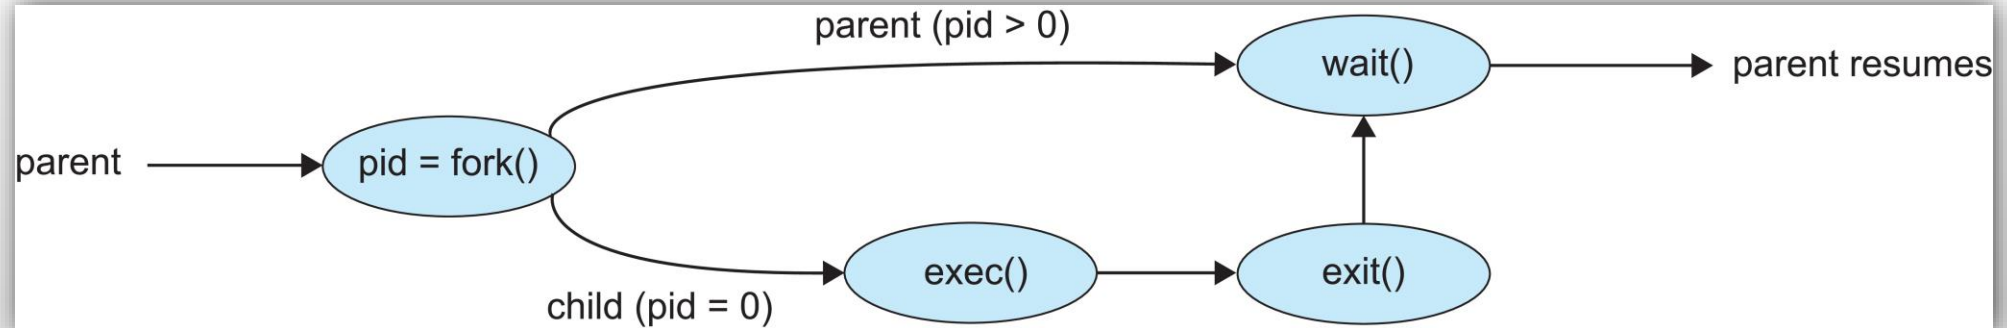 parent (pid > 0)
wait()
parent resumes
parent
pid = fork()
exec()
exit()
child (pid = 0)